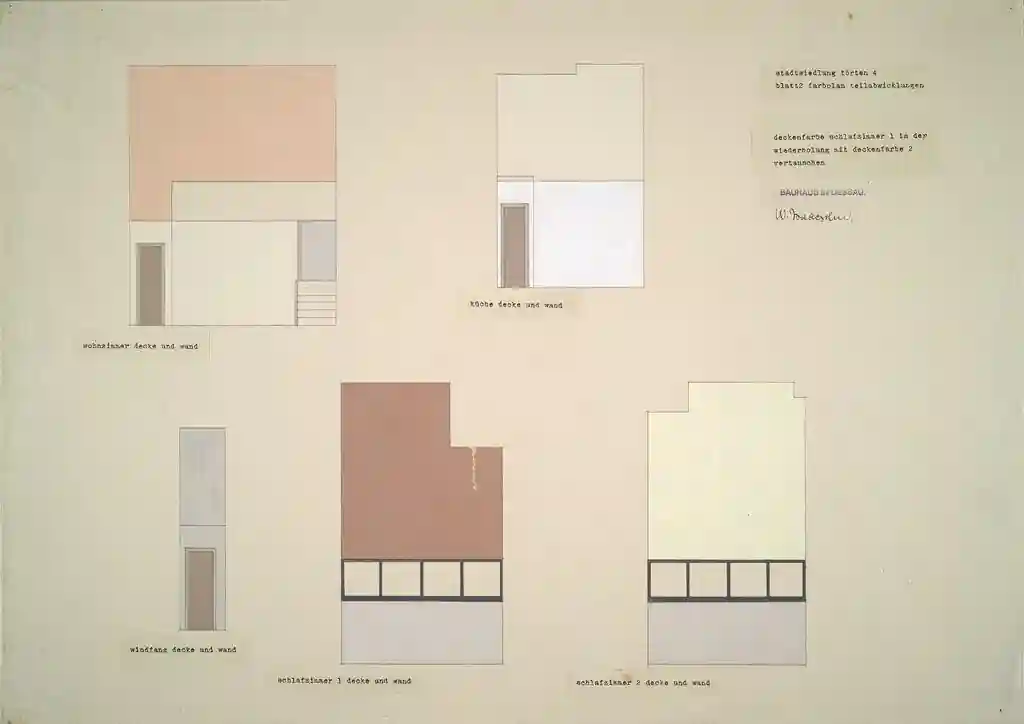 stadtsiedlung törten 4
blatt2 farbplan teilabwicklungen
deckenfarbe schlafzimmer 1 in der
wiederholung mit deckenfarbe 2
vertauschen
BAUHAUS DESSAU.
küche decke und wand
wohnzimmer decke und wand
windfang decke und wand
schlafzimmer 1 decke und wand
schlafzimmer 2 decke und wand